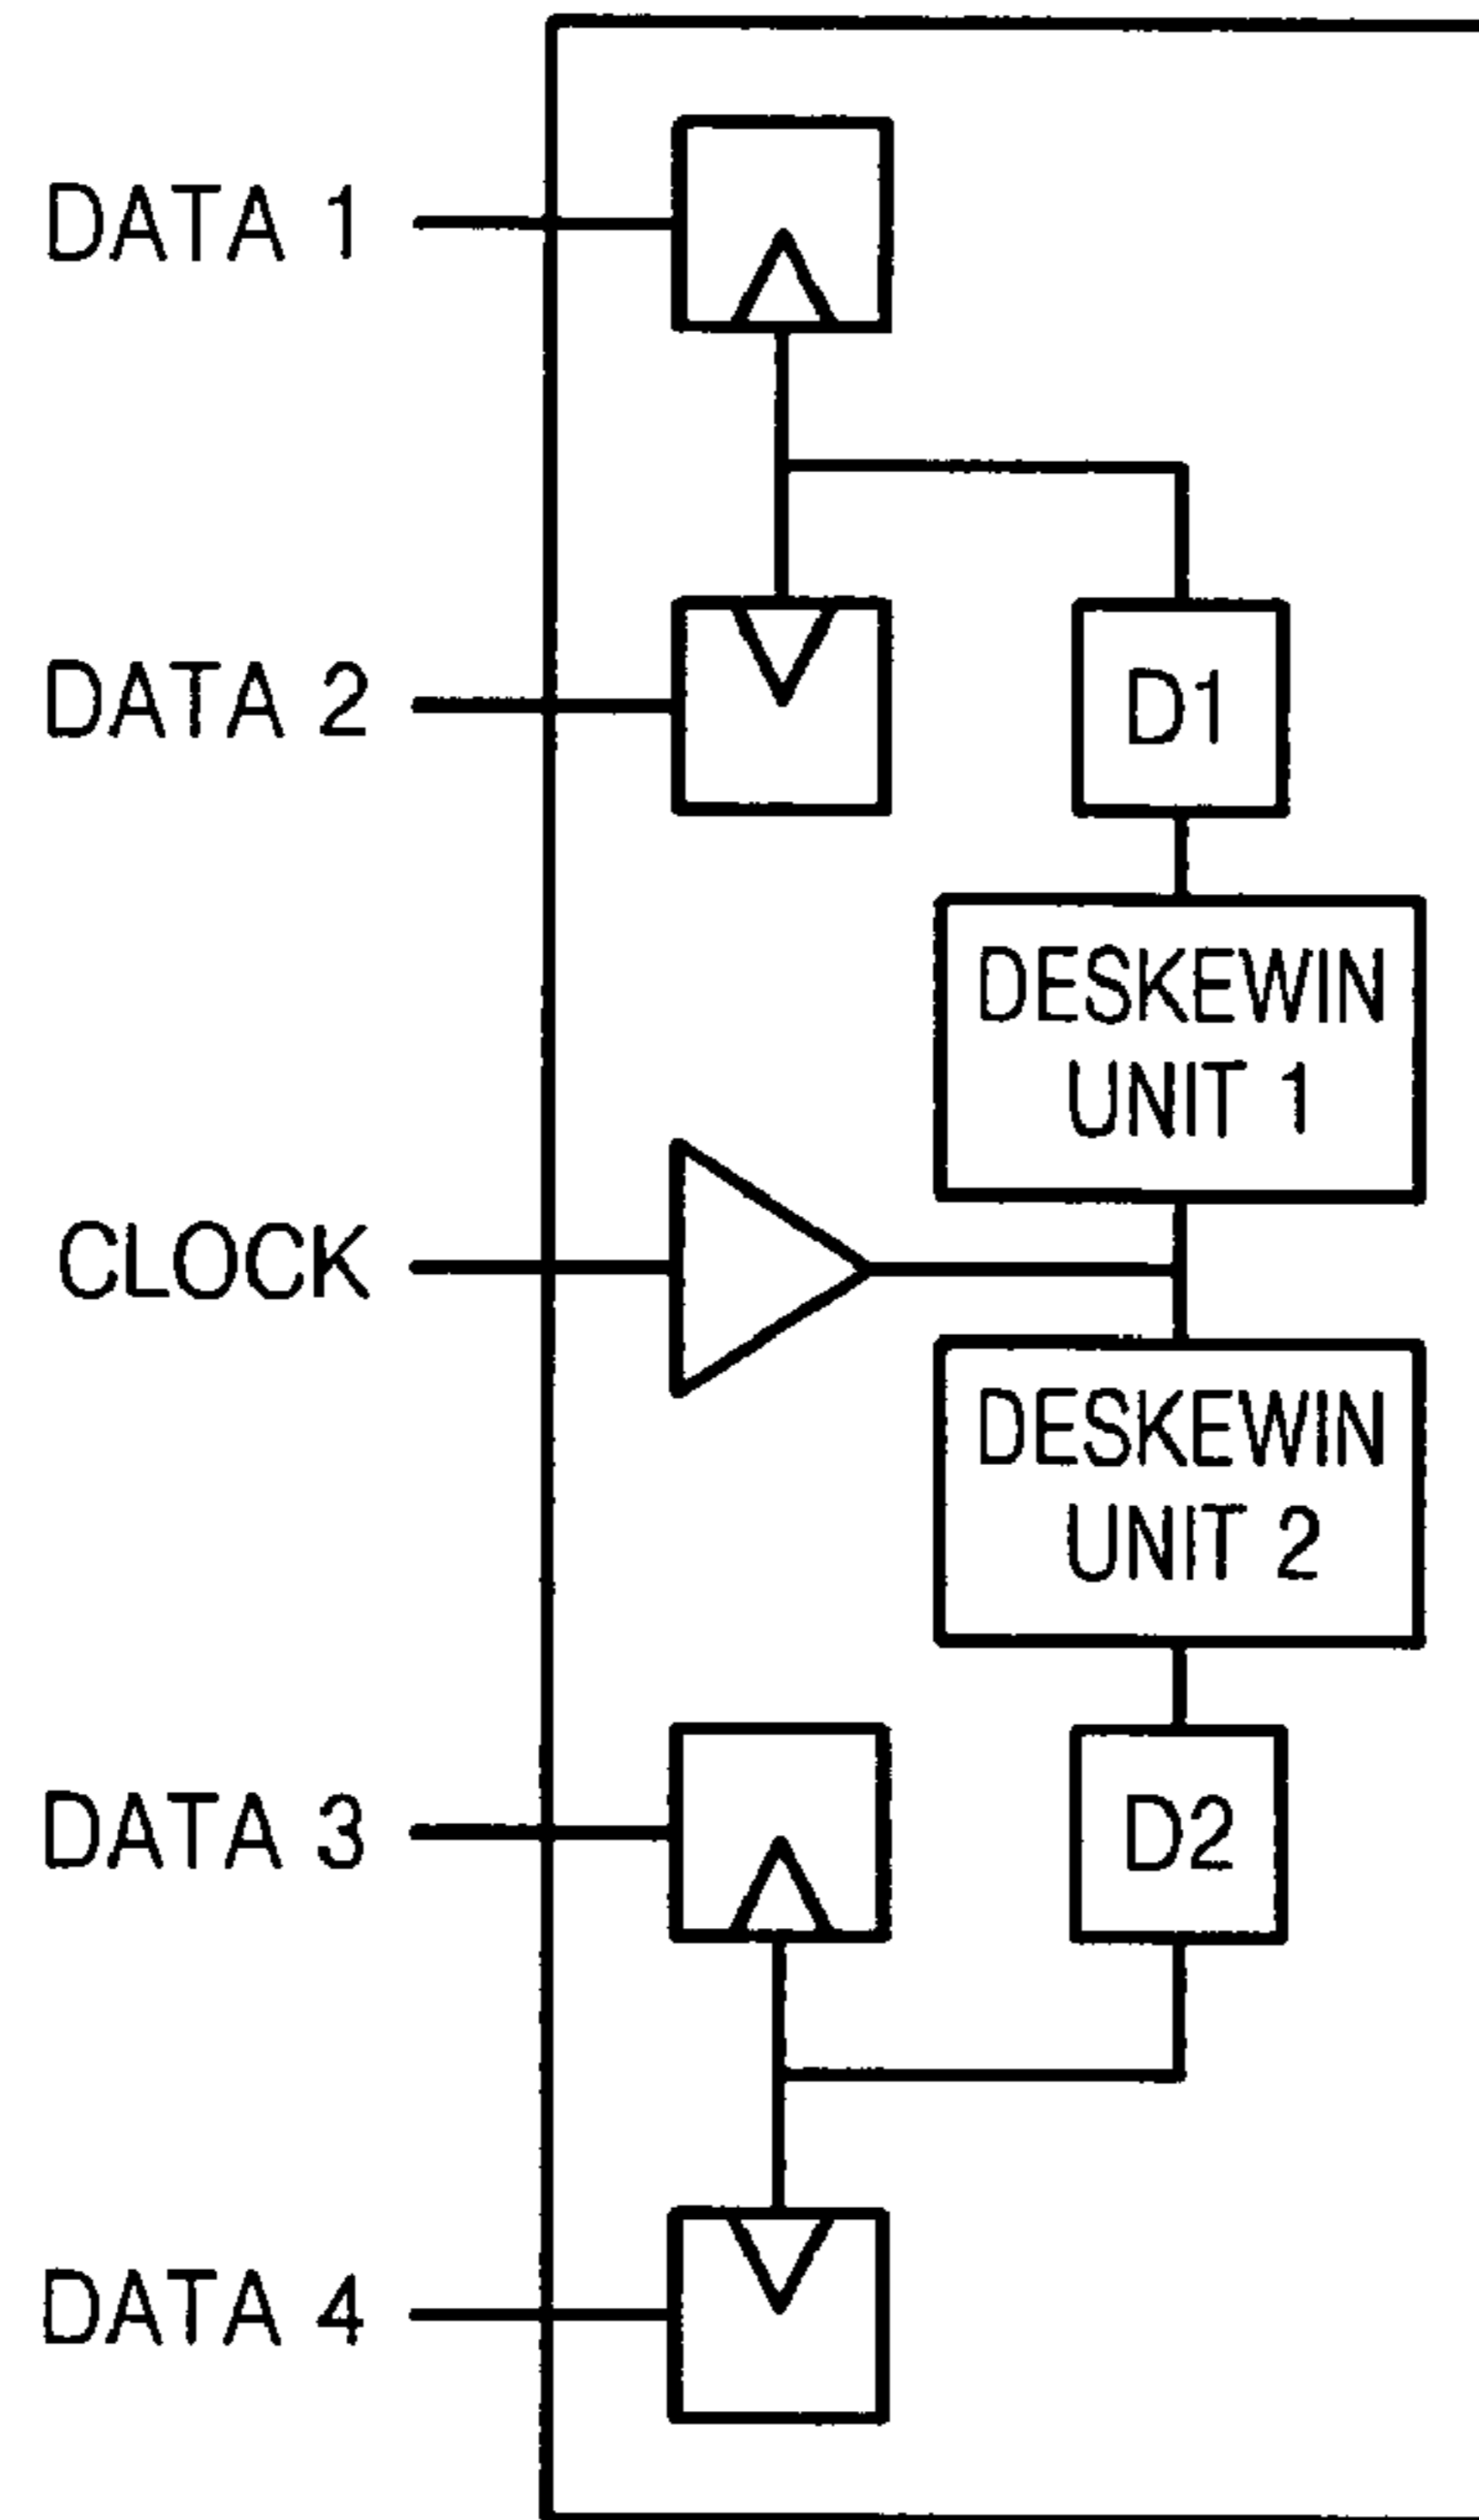 DATA 1
DATA 2
D1
DESKEWIN
UNIT 1
CLOCK
DESKEWIN
UNIT 2
DATA 3
D2
DATA 4